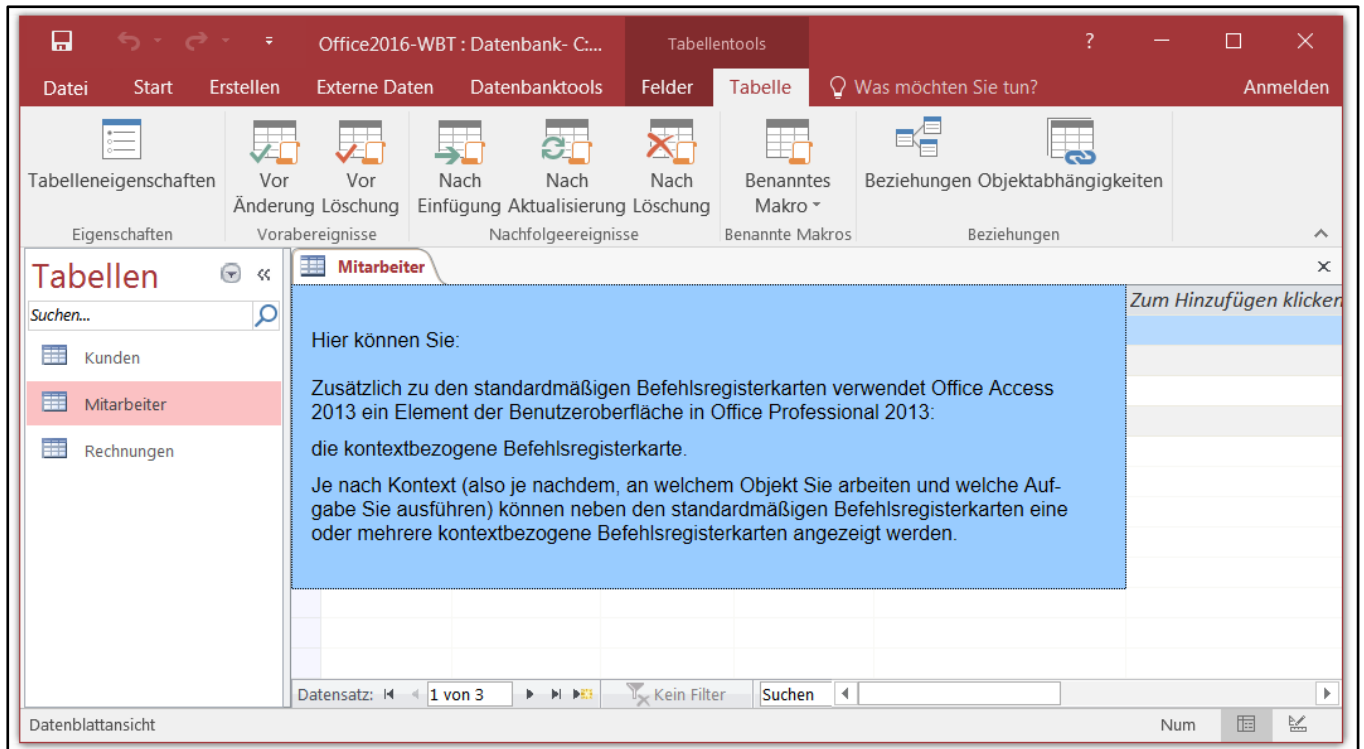 Office2016-WBT : Datenbank- C:... Tabellentools ?
Datei Start Erstellen Externe Daten Datenbanktools Felder Tabelle Was möchten Sie tun? Anmelden
Tabelleneigenschaften Vor Vor Nach Nach Nach Benanntes Beziehungen Objektabhängigkeiten
Änderung Löschung Einfügung Aktualisierung Löschung Makro
Eigenschaften Vorabereignisse Nachfolgeereignisse Benannte Makros Beziehungen
Tabellen «
Mitarbeiter
Suchen...
Kunden
Mitarbeiter
Rechnungen
Zum Hinzufügen klicken
Hier können Sie:
Zusätzlich zu den standardmäßigen Befehlsregisterkarten verwendet Office Access
2013 ein Element der Benutzeroberfläche in Office Professional 2013:
die kontextbezogene Befehlsregisterkarte.
Je nach Kontext (also je nachdem, an welchem Objekt Sie arbeiten und welche Auf-
gabe Sie ausführen) können neben den standardmäßigen Befehlsregisterkarten eine
oder mehrere kontextbezogene Befehlsregisterkarten angezeigt werden.
Datensatz: 1 von 3 Kein Filter Suchen
Datenblattansicht Num